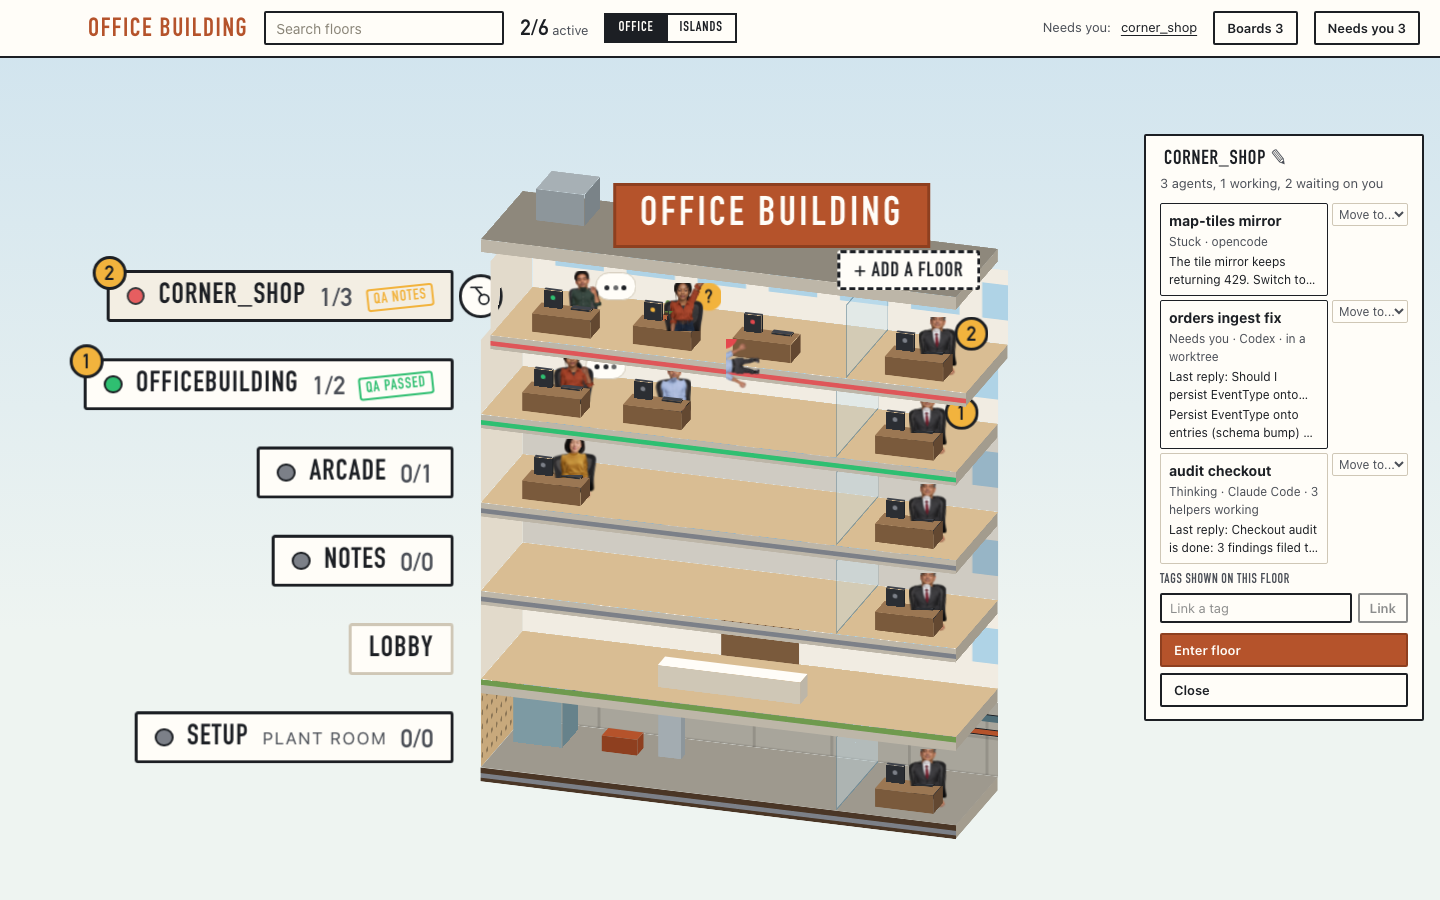 OFFICE BUILDING
Search floors
2/6 active
OFFICE
ISLANDS
Needs you: corner_shop
Boards 3
Needs you 3
OFFICE BUILDING
+ ADD A FLOOR
2
CORNER_SHOP 1/3 QA NOTES
?
2
1
OFFICEBUILDING 1/2 QA PASSED
1
ARCADE 0/1
NOTES 0/0
LOBBY
SETUP PLANT ROOM 0/0
CORNER_SHOP
3 agents, 1 working, 2 waiting on you
map-tiles mirror
Stuck · opencode
The tile mirror keeps
returning 429. Switch to...
Move to...
orders ingest fix
Needs you · Codex · in a
worktree
Last reply: Should I
persist EventType onto...
Persist EventType onto
entries (schema bump) ...
Move to...
audit checkout
Thinking · Claude Code · 3
helpers working
Last reply: Checkout audit
is done: 3 findings filed t...
Move to...
TAGS SHOWN ON THIS FLOOR
Link a tag
Link
Enter floor
Close